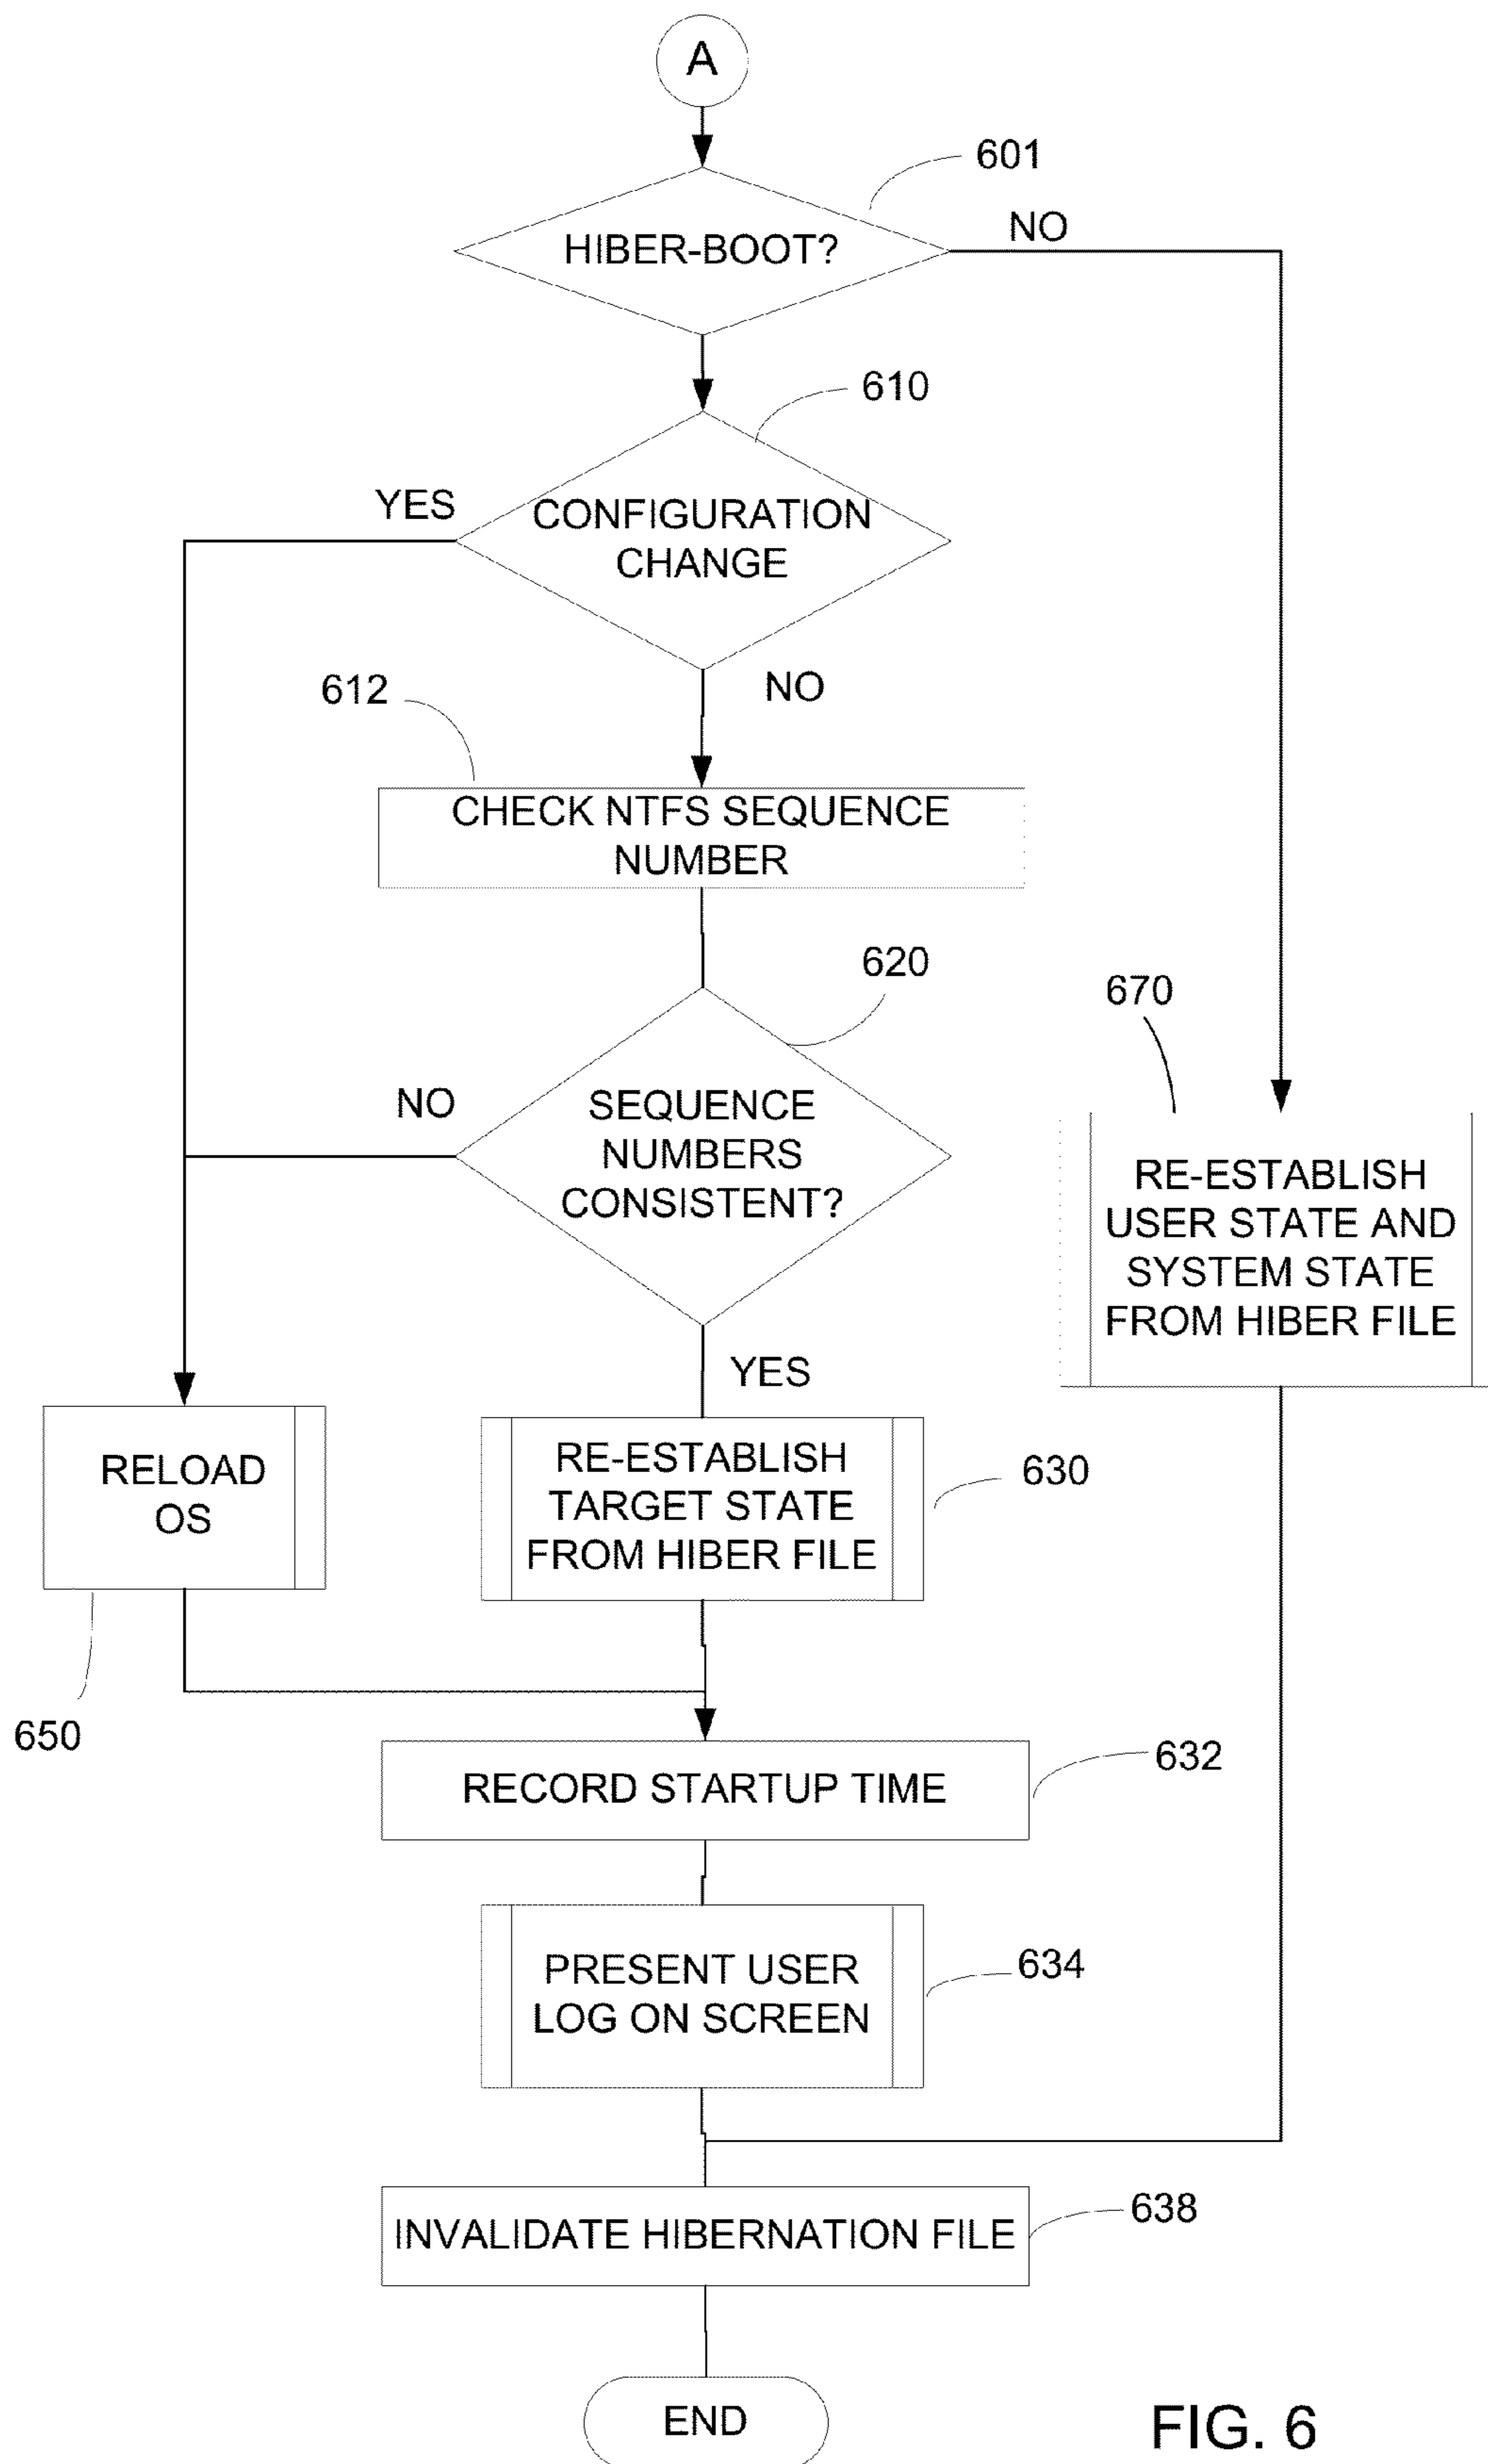 A
601
HIBER-BOOT?
NO
610
YES
CONFIGURATION
CHANGE
NO
612
CHECK NTFS SEQUENCE
NUMBER
620
670
NO
SEQUENCE
NUMBERS
CONSISTENT?
RE-ESTABLISH
USER STATE AND
SYSTEM STATE
FROM HIBER FILE
YES
RELOAD
OS
RE-ESTABLISH
TARGET STATE
FROM HIBER FILE
630
650
RECORD STARTUP TIME
632
PRESENT USER
LOG ON SCREEN
634
INVALIDATE HIBERNATION FILE
638
END
FIG. 6